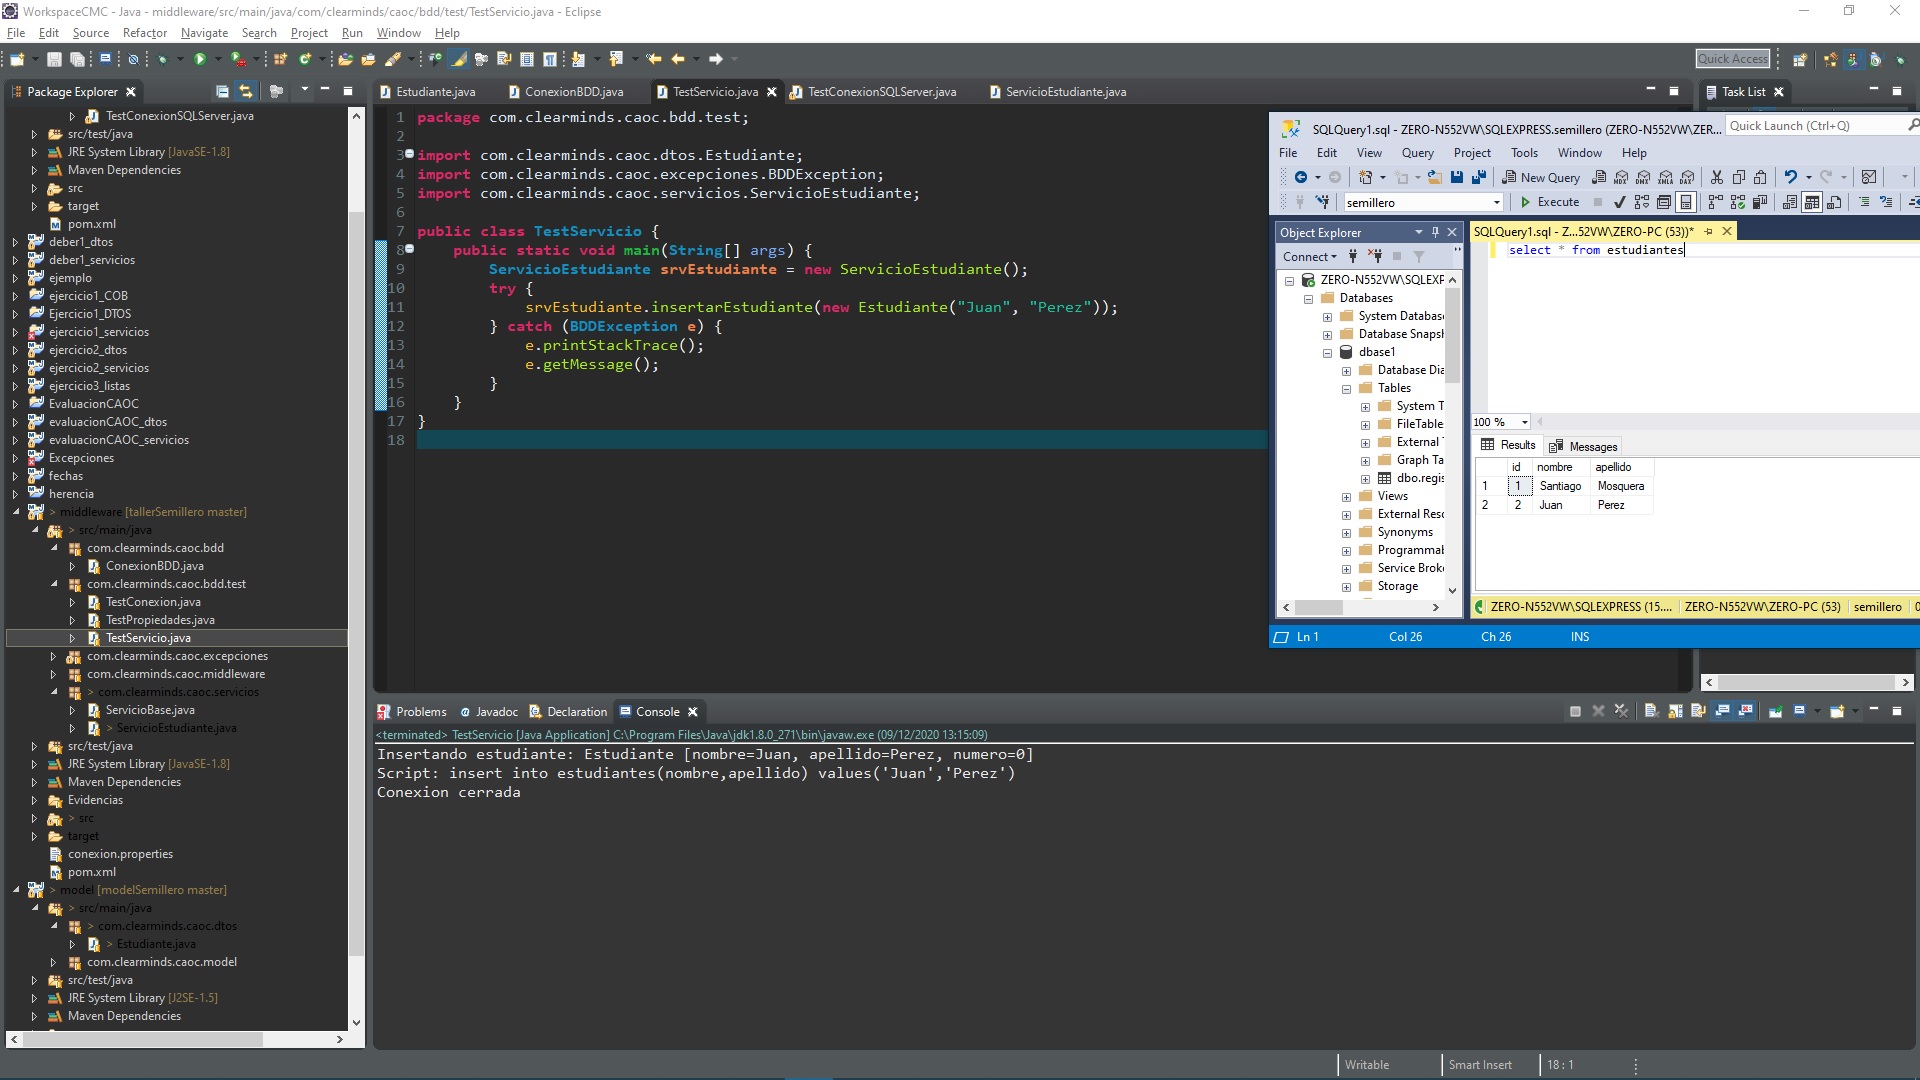 WorkspaceCMC - Java - middleware/src/main/java/com/clearminds/caoc/bdd/test/TestServicio.java - Eclipse
File Edit Source Refactor Navigate Search Project Run Window Help
Quick Access
Package Explorer
TestConexionSQLServer.java
src/test/java
JRE System Library [JavaSE-1.8]
Maven Dependencies
src
target
pom.xml
deber1_dtos
deber1_servicios
ejemplo
ejercicio1_COB
Ejercicio1_DTOS
ejercicio1_servicios
ejercicio2_dtos
ejercicio2_servicios
ejercicio3_listas
EvaluacionCAOC
evaluacionCAOC_dtos
evaluacionCAOC_servicios
Excepciones
fechas
herencia
> middleware [tallerSemillero master]
> src/main/java
com.clearminds.caoc.bdd
ConexionBDD.java
com.clearminds.caoc.bdd.test
TestConexion.java
TestPropiedades.java
TestServicio.java
com.clearminds.caoc.excepciones
com.clearminds.caoc.middleware
> com.clearminds.caoc.servicios
ServicioBase.java
> ServicioEstudiante.java
src/test/java
JRE System Library [JavaSE-1.8]
Maven Dependencies
Evidencias
> src
target
conexion.properties
pom.xml
> model [modelSemillero master]
> src/main/java
> com.clearminds.caoc.dtos
> Estudiante.java
com.clearminds.caoc.model
src/test/java
JRE System Library [J2SE-1.5]
Maven Dependencies
Estudiante.java ConexionBDD.java TestServicio.java TestConexionSQLServer.java ServicioEstudiante.java
1 package com.clearminds.caoc.bdd.test;
2
3 import com.clearminds.caoc.dtos.Estudiante;
4 import com.clearminds.caoc.excepciones.BDDException;
5 import com.clearminds.caoc.servicios.ServicioEstudiante;
6
7 public class TestServicio {
8 public static void main(String[] args) {
9 ServicioEstudiante srvEstudiante = new ServicioEstudiante();
10 try {
11 srvEstudiante.insertarEstudiante(new Estudiante("Juan", "Perez"));
12 } catch (BDDException e) {
13 e.printStackTrace();
14 e.getMessage();
15 }
16 }
17 }
18
Task List
SQLQuery1.sql - ZERO-N552VW\SQLEXPRESS.semillero (ZERO-N552VW\ZER... Quick Launch (Ctrl+Q)
File Edit View Query Project Tools Window Help
New Query
semillero Execute
Object Explorer
Connect
ZERO-N552VW\SQLEXP
Databases
System Databas
Database Snapsh
dbase1
Database Dia
Tables
System T
FileTable
External T
Graph Ta
dbo.regis
Views
External Reso
Synonyms
Programmab
Service Broke
Storage
SQLQuery1.sql - Z...52VW\ZERO-PC (53))*
select * from estudiantes
100 %
Results Messages
id nombre apellido
1 1 Santiago Mosquera
2 2 Juan Perez
ZERO-N552VW\SQLEXPRESS (15.... ZERO-N552VW\ZERO-PC (53) semillero 0
Ln 1 Col 26 Ch 26 INS
Problems Javadoc Declaration Console
<terminated> TestServicio [Java Application] C:\Program Files\Java\jdk1.8.0_271\bin\javaw.exe (09/12/2020 13:15:09)
Insertando estudiante: Estudiante [nombre=Juan, apellido=Perez, numero=0]
Script: insert into estudiantes(nombre,apellido) values('Juan','Perez')
Conexion cerrada
Writable Smart Insert 18 : 1